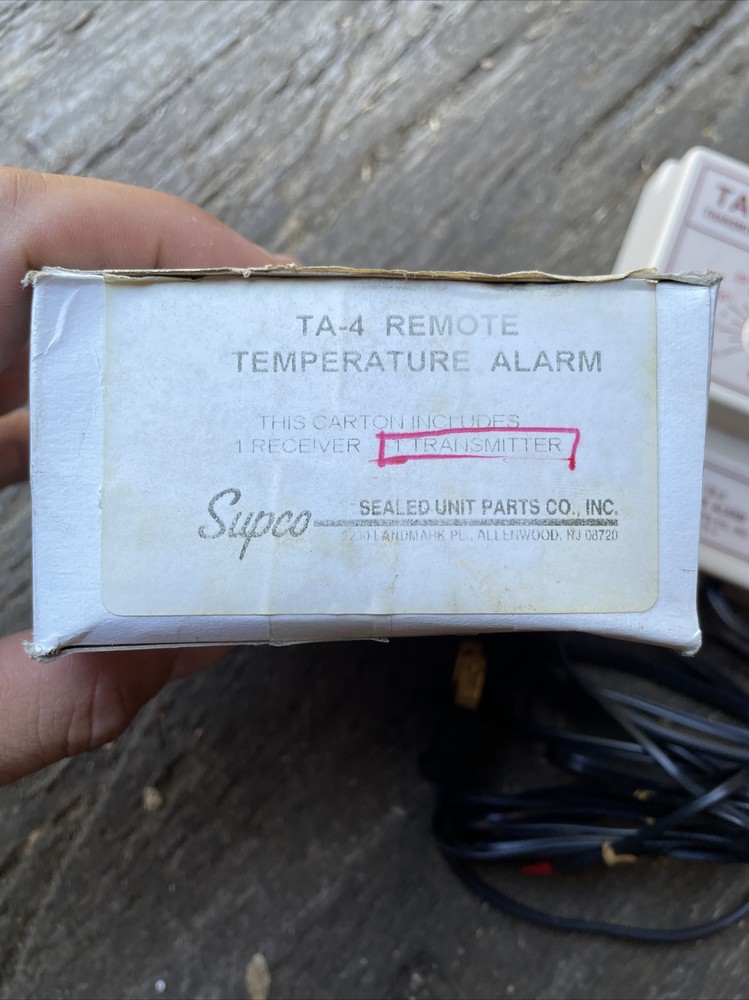 TA-4 REMOTE
TEMPERATURE ALARM
THIS CARTON INCLUDES
1 RECEIVER 1 TRANSMITTER
Supco
SEALED UNIT PARTS CO., INC.
2230 LANDMARK PL., ALLENWOOD, NJ 08720
TA